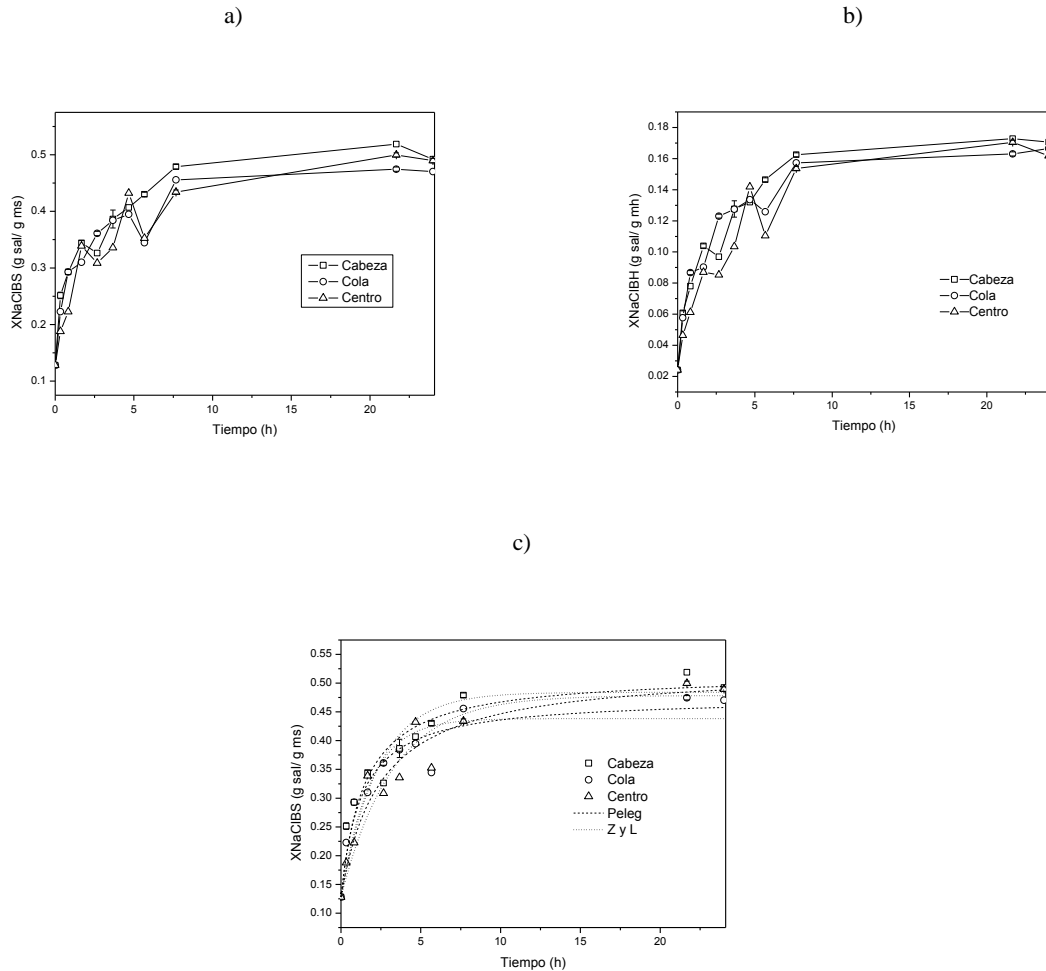 a)
b)
0.5
0.4
0.3
0.2
0.1
XNaClBS (g sal/ g ms)
0 5 10 15 20
Tiempo (h)
Cabeza
Cola
Centro
0.18
0.16
0.14
0.12
0.10
0.08
0.06
0.04
0.02
XNaClBH (g sal/ g mh)
0 5 10 15 20
Tiempo (h)
Cabeza
Cola
Centro
c)
0.55
0.50
0.45
0.40
0.35
0.30
0.25
0.20
0.15
0.10
XNaClBS (g sal/ g ms)
0 5 10 15 20
Tiempo (h)
Cabeza
Cola
Centro
Peleg
Z y L